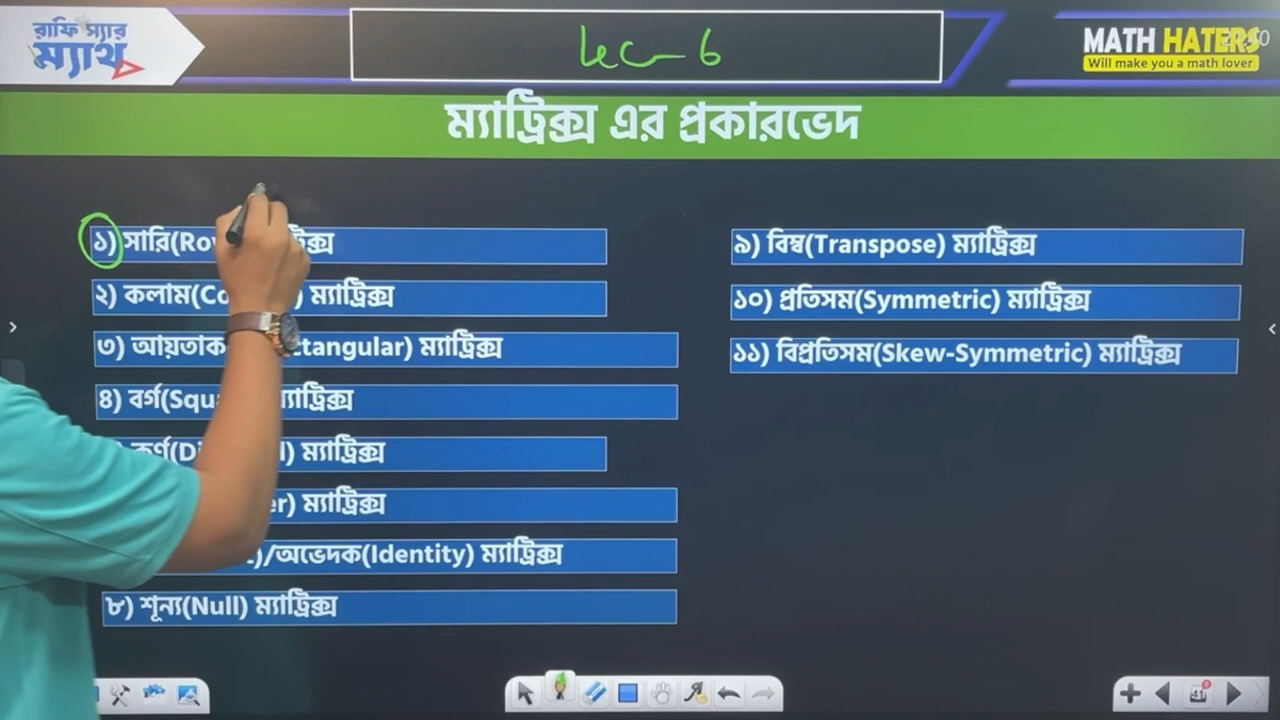 রাফি স্যার
ম্যাথ
Lec-6
MATH HATERS
Will make you a math lover
ম্যাট্রিক্স এর প্রকারভেদ
১) সারি(Row
২) কলাম(Co ) ম্যাট্রিক্স
৩) ctangular) ম্যাট্রিক্স
৪) বর্গ(Squ ম্যাট্রিক্স
কর্ণ(Di l) ম্যাট্রিক্স
er) ম্যাট্রিক্স
)/অভেদক(Identity) ম্যাট্রিক্স
৮) শূন্য(Null) ম্যাট্রিক্স
৯) বিম্ব(Transpose) ম্যাট্রিক্স
১০) প্রতিসম(Symmetric) ম্যাট্রিক্স
১১) বিপ্রতিসম(Skew-Symmetric) ম্যাট্রিক্স